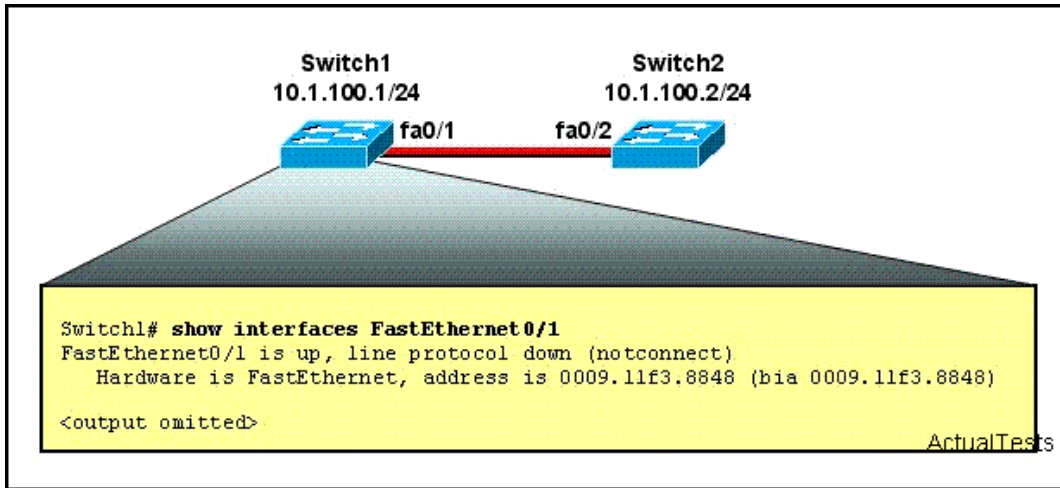 Switch1
10.1.100.1/24
Switch2
10.1.100.2/24
fa0/1
fa0/2
Switch1# show interfaces FastEthernet0/1
FastEthernet0/1 is up, line protocol down (notconnect)
Hardware is FastEthernet, address is 0009.11f3.8848 (bia 0009.11f3.8848)
<output omitted>
ActualTests